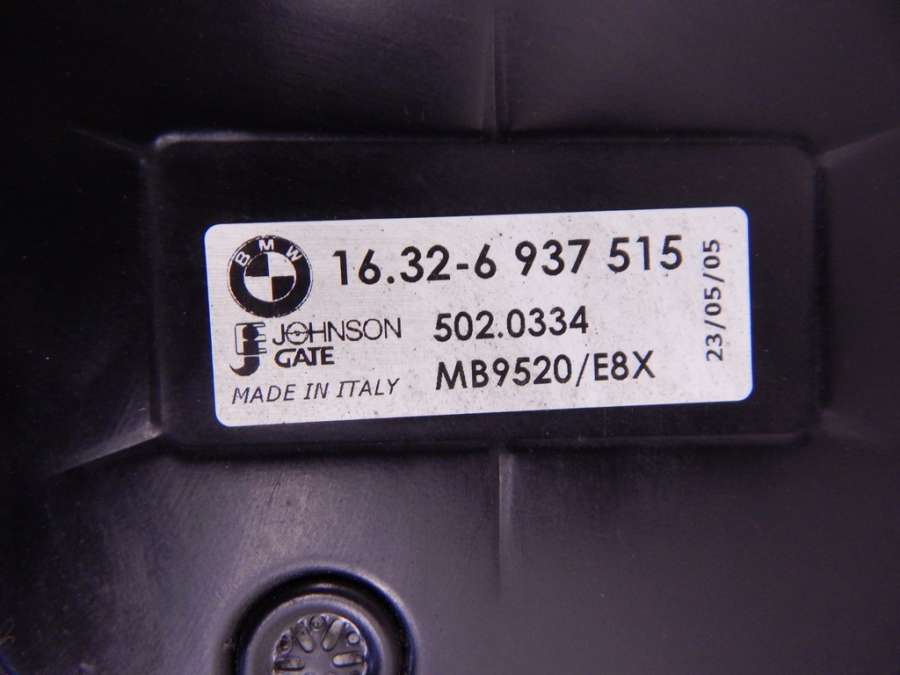 BMW
16.32-6 937 515
JOHNSON 502.0334
GATE
MADE IN ITALY MB9520/E8X
23/05/05